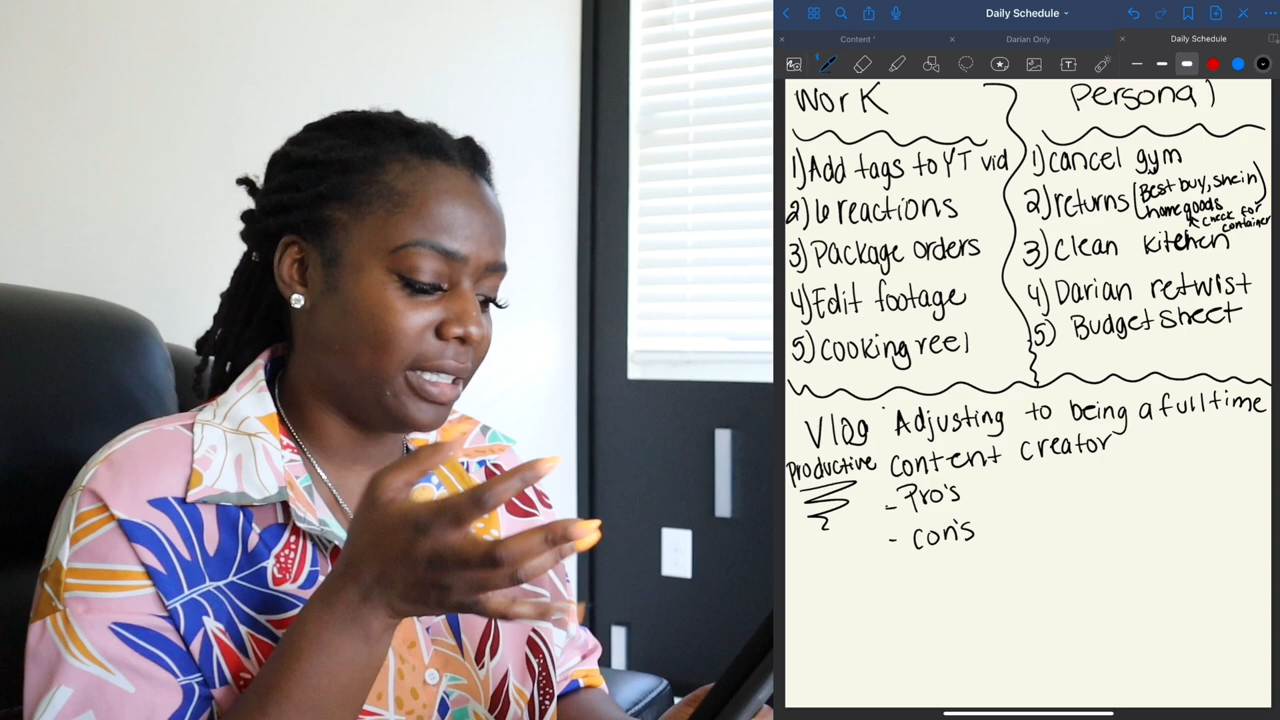 Daily Schedule
Content
Darian Only
Daily Schedule
Work
1) Add tags to YT vid
2) 6 reactions
3) Package orders
4) Edit footage
5) cooking reel
Personal
1) cancel gym
2) returns (Best buy, shein)
homegoods
check for
container
3) clean kitchen
4) Darian retwist
5) Budget sheet
Vlog
Productive
Adjusting to being a fulltime
content creator
- Pro's
- con's